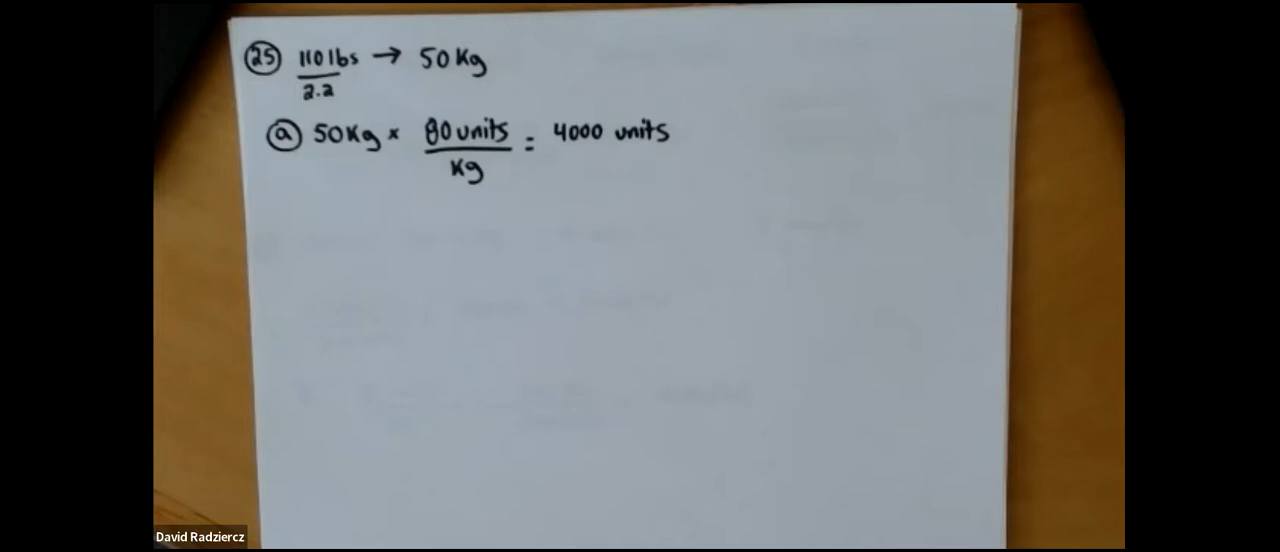 25 110 lbs → 50 Kg
2.2
a 50 Kg × 80 units = 4000 units
Kg
David Radziercz